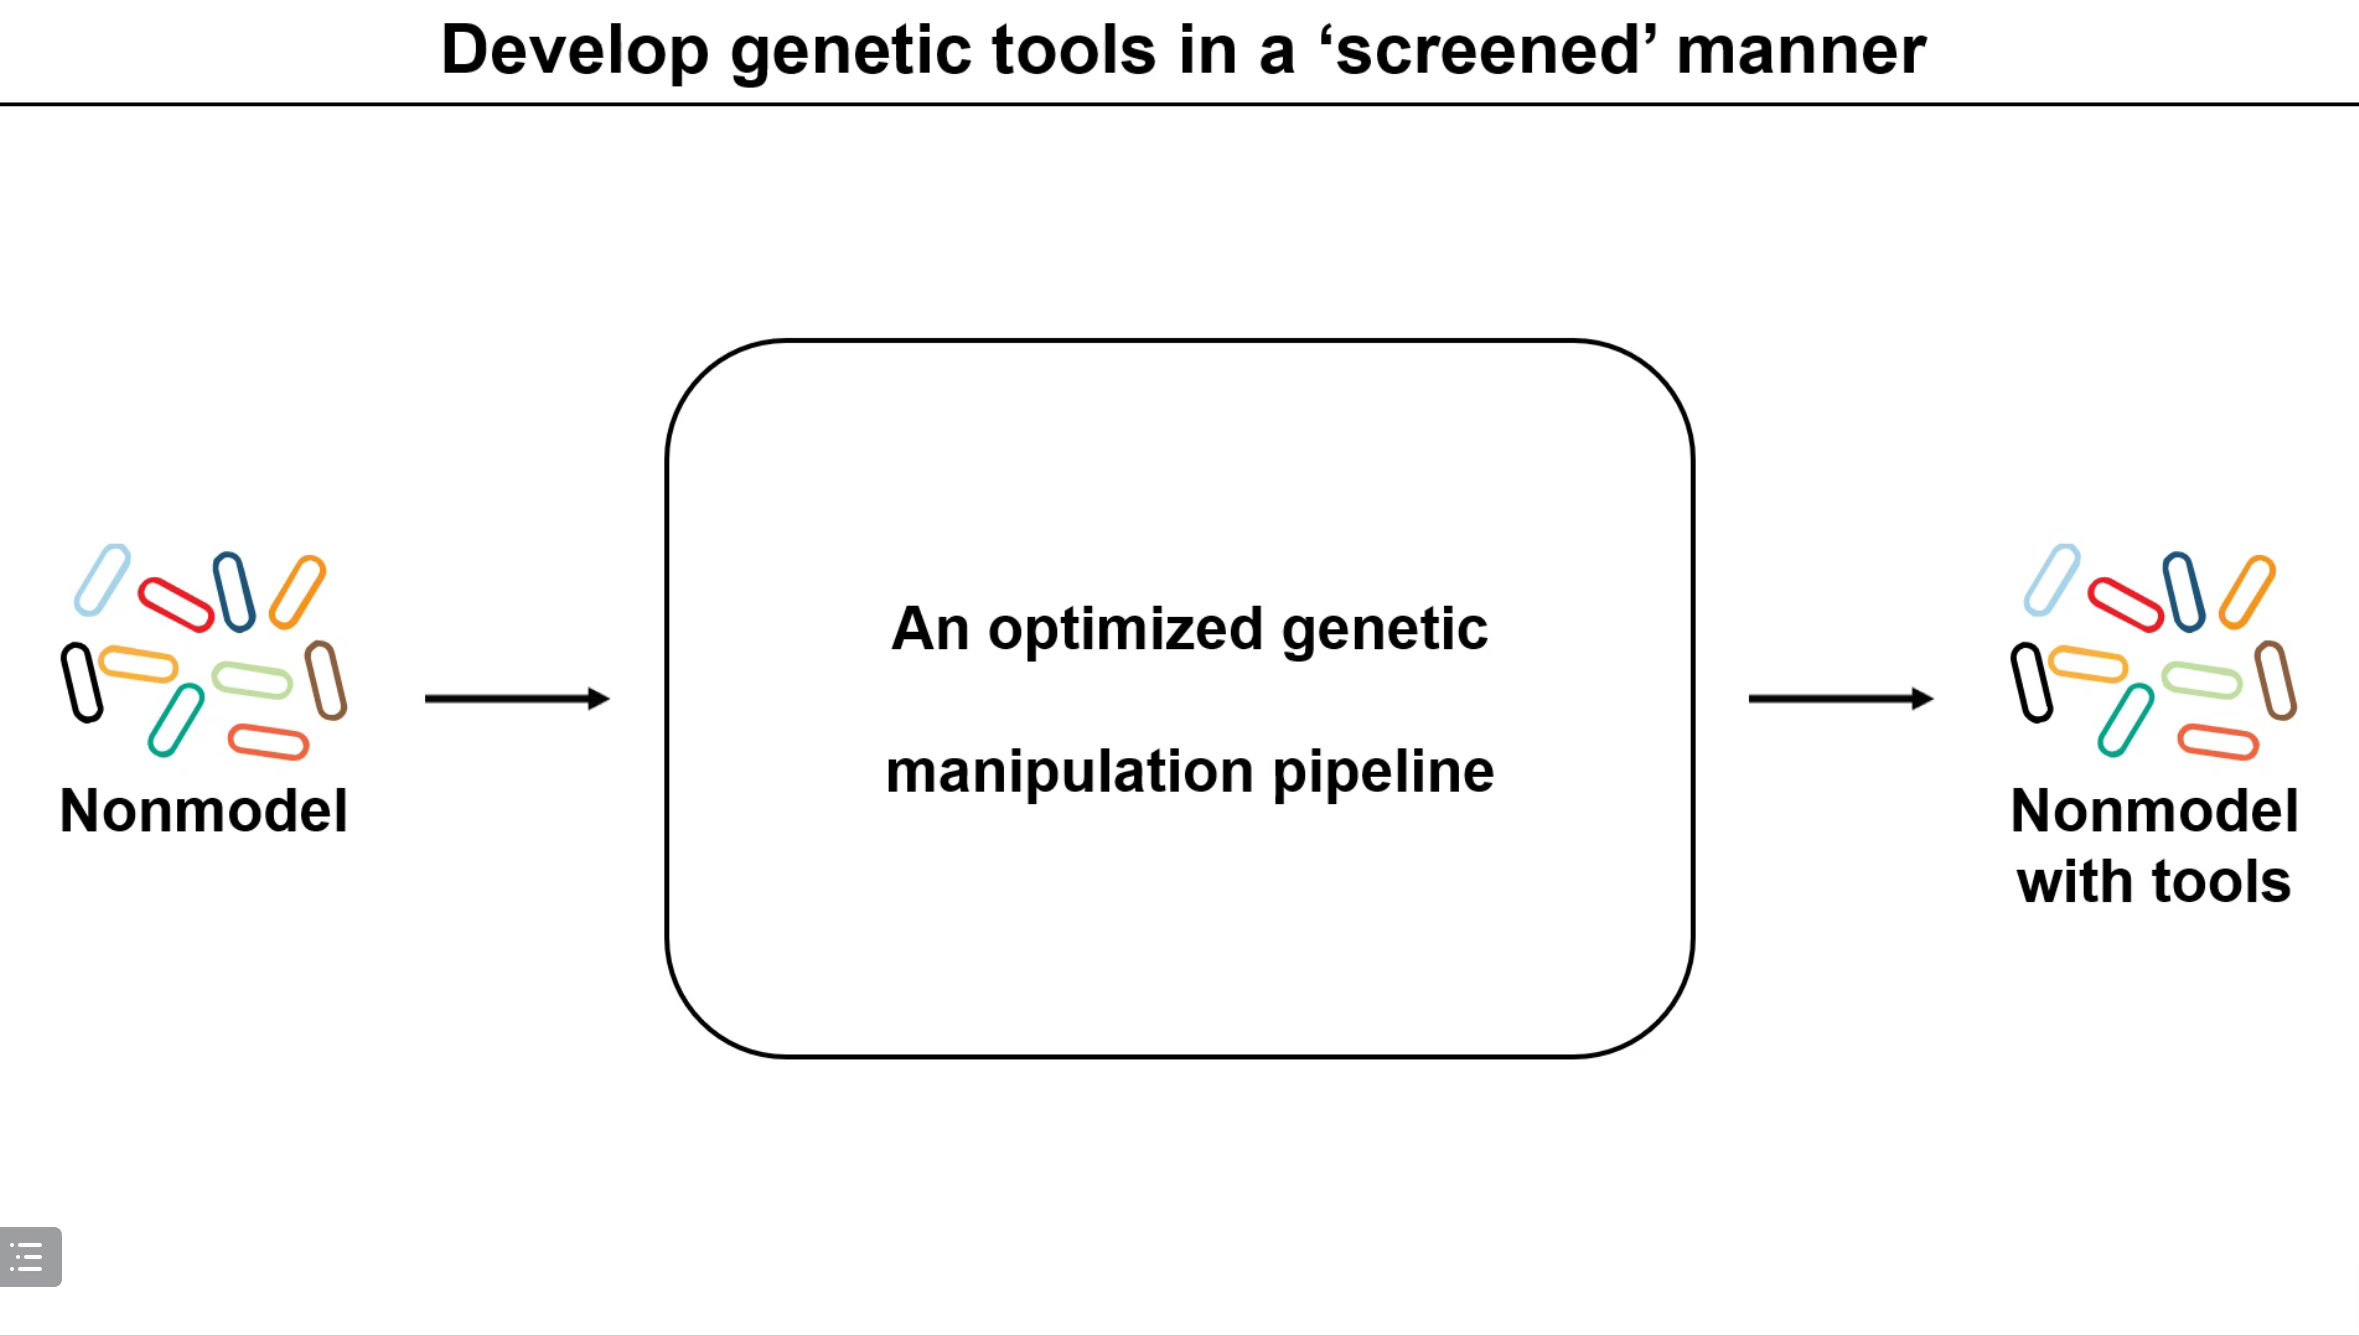 Develop genetic tools in a ‘screened’ manner
An optimized genetic
manipulation pipeline
Nonmodel
Nonmodel
with tools